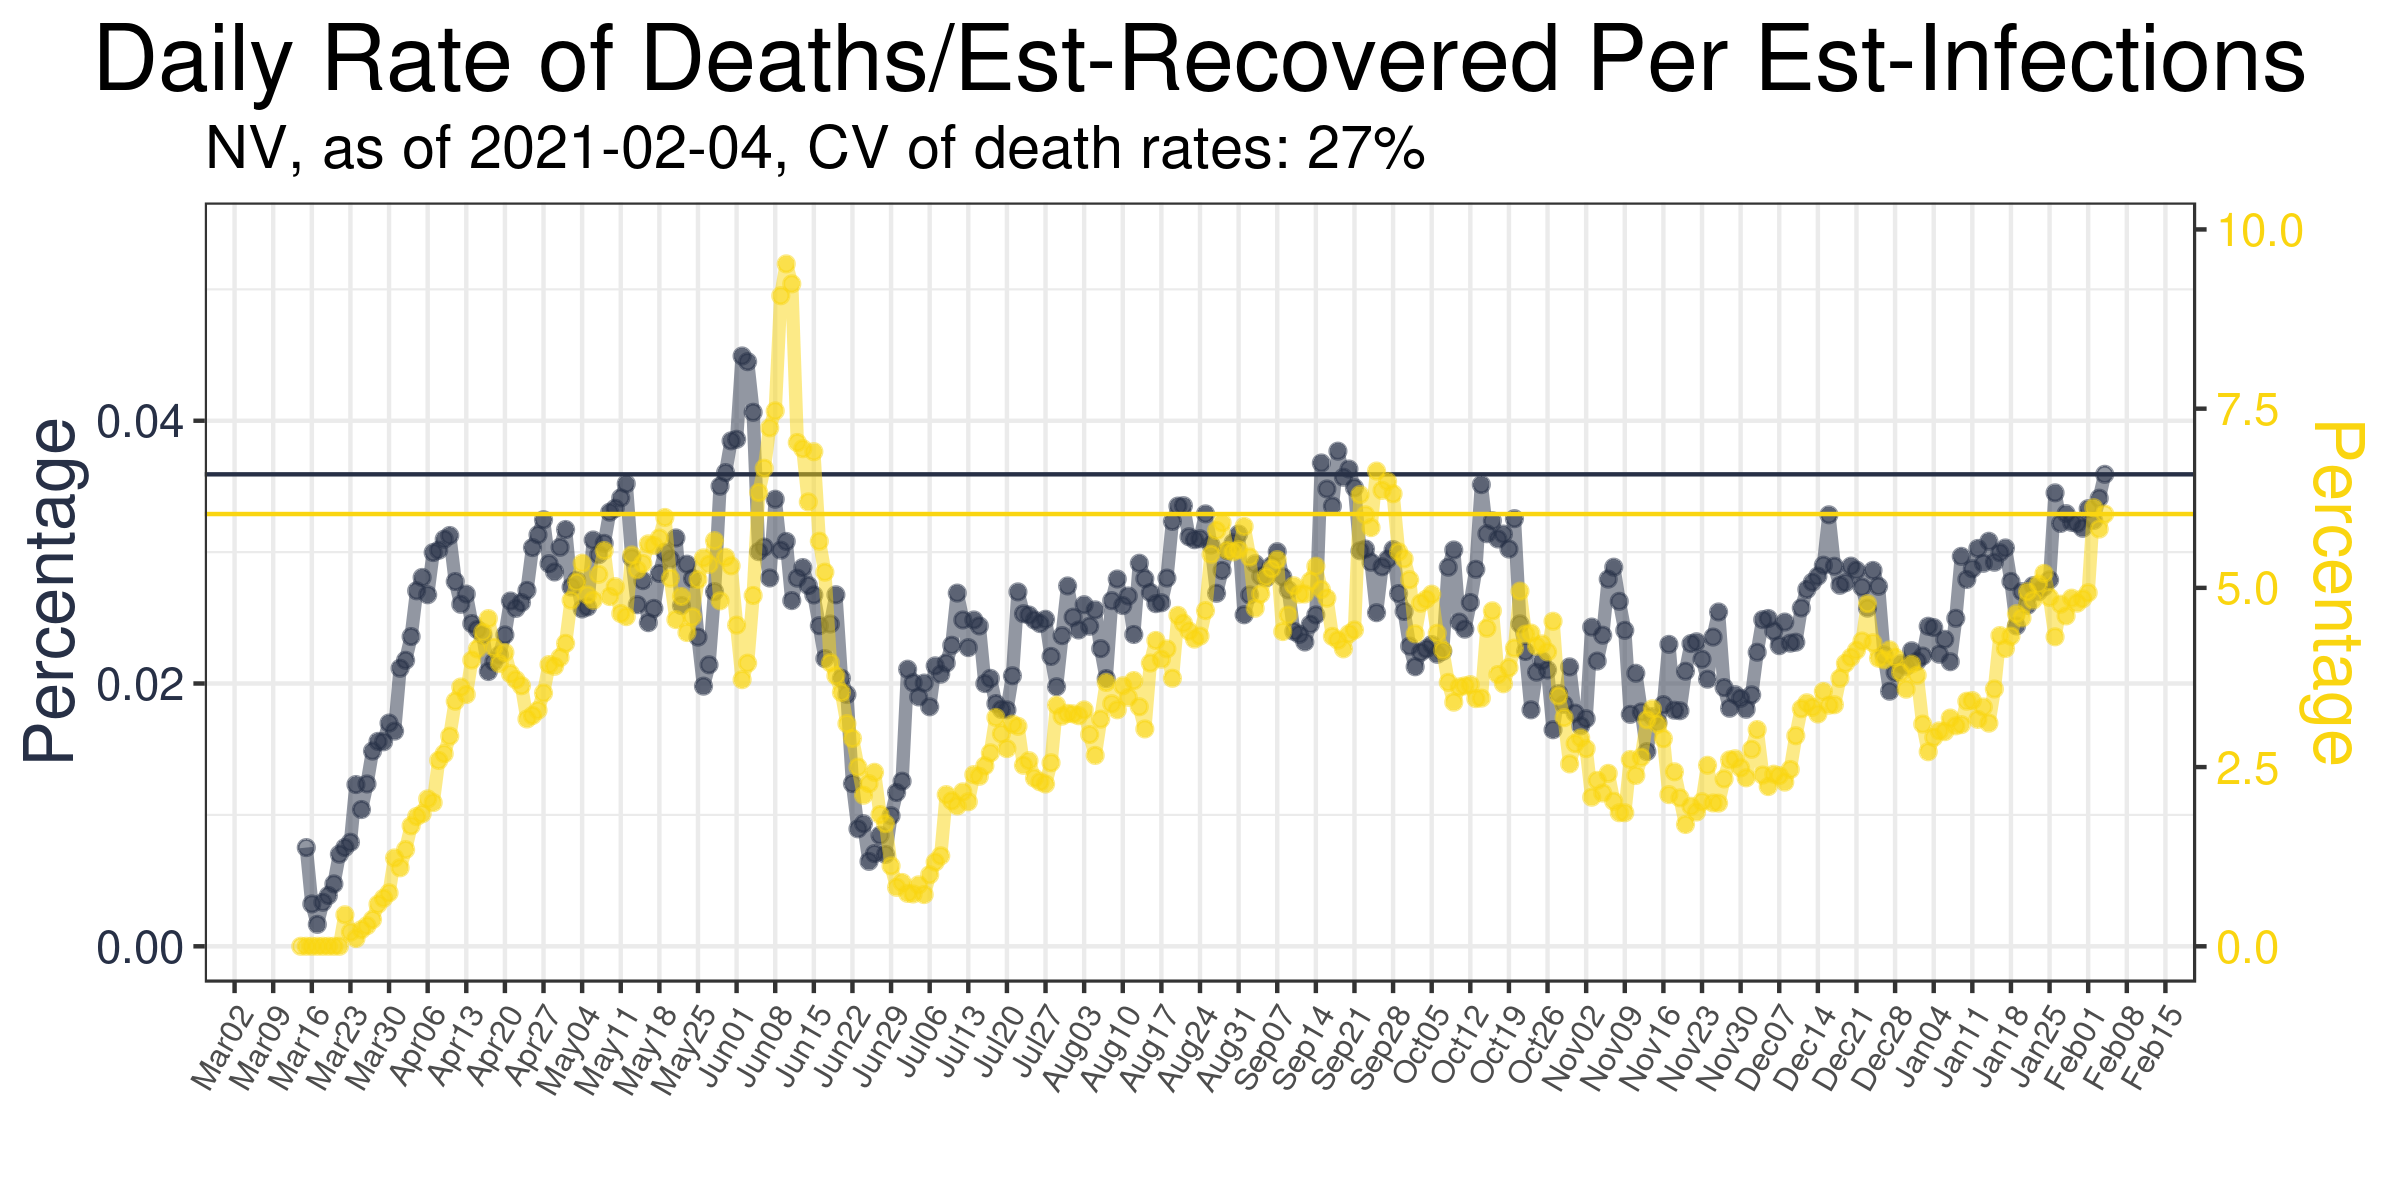 Daily Rate of Deaths/Est-Recovered Per Est-Infections
NV, as of 2021-02-04, CV of death rates: 27%
Percentage
0.04
0.02
0.00
10.0
7.5
5.0
2.5
0.0
Percentage
Mar02
Mar09
Mar16
Mar23
Mar30
Apr06
Apr13
Apr20
Apr27
May04
May11
May18
May25
Jun01
Jun08
Jun15
Jun22
Jun29
Jul06
Jul13
Jul20
Jul27
Aug03
Aug10
Aug17
Aug24
Aug31
Sep07
Sep14
Sep21
Sep28
Oct05
Oct12
Oct19
Oct26
Nov02
Nov09
Nov16
Nov23
Nov30
Dec07
Dec14
Dec21
Dec28
Jan04
Jan11
Jan18
Jan25
Feb01
Feb08
Feb15